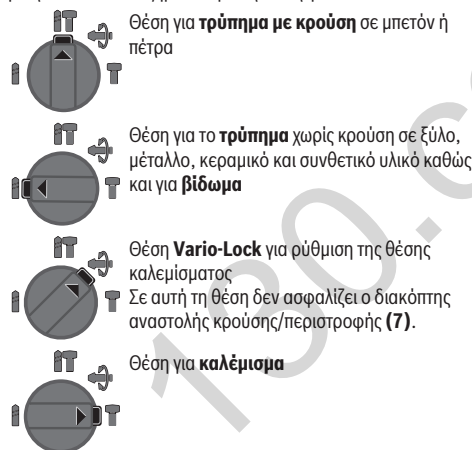 Θέση για τρύπημα με κρούση σε μπετόν ή
πέτρα
Θέση για το τρύπημα χωρίς κρούση σε ξύλο,
μέταλλο, κεραμικό και συνθετικό υλικό καθώς
και για βίδωμα
Θέση Vario-Lock για ρύθμιση της θέσης
καλεμίσματος
Σε αυτή τη θέση δεν ασφαλίζει ο διακόπτης
αναστολής κρούσης/περιστροφής (7).
Θέση για καλέμισμα
130.c